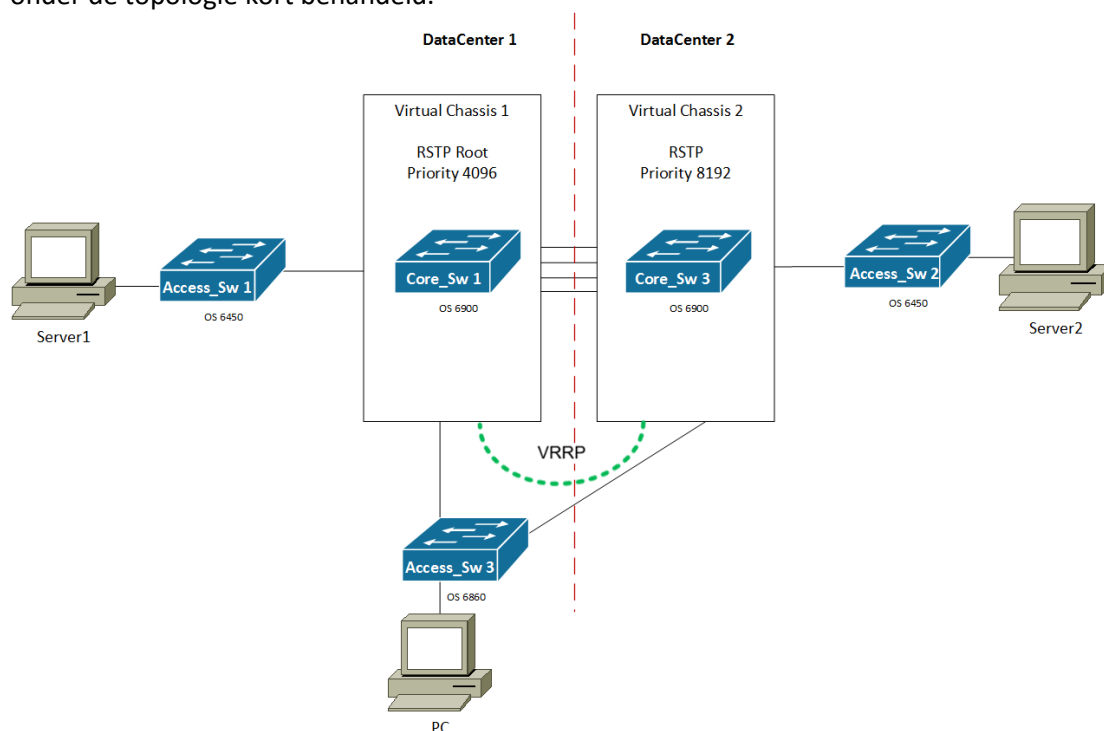 onder de topologie kort behandeld.
DataCenter 1
DataCenter 2
Virtual Chassis 1
RSTP Root
Priority 4096
Virtual Chassis 2
RSTP
Priority 8192
Access_Sw 1
OS 6450
Server1
Core_Sw 1
OS 6900
Core_Sw 3
OS 6900
Access_Sw 2
OS 6450
Server2
VRRP
Access_Sw 3
OS 6860
PC